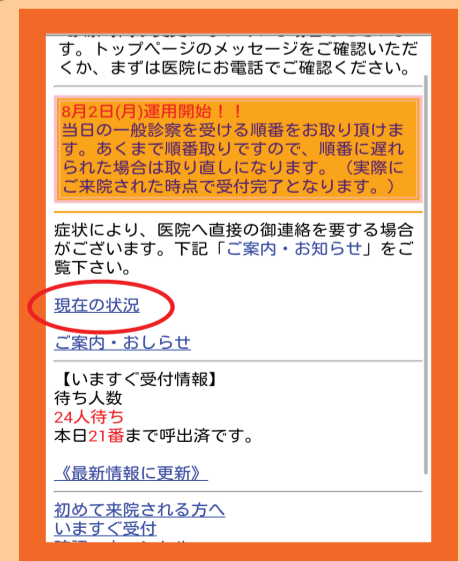 す。トップページのメッセージをご確認いただ
くか、まずは医院にお電話でご確認ください。
8月2日(月)運用開始！！
当日の一般診察を受ける順番をお取り頂けま
す。あくまで順番取りですので、順番に遅れ
られた場合は取り直しになります。（実際に
ご来院された時点で受付完了となります。）
症状により、医院へ直接の御連絡を要する場合
がございます。下記「ご案内・お知らせ」をご
覧下さい。
現在の状況
ご案内・おしらせ
【いますぐ受付情報】
待ち人数
24人待ち
本日21番まで呼出済です。
《最新情報に更新》
初めて来院される方へ
いますぐ受付